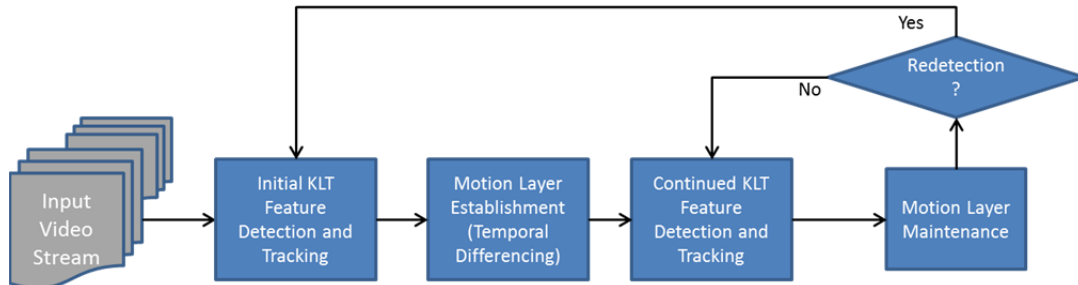 Yes
Redetection
?
No
Input
Video
Stream
Initial KLT
Feature
Detection and
Tracking
Motion Layer
Establishment
(Temporal
Differencing)
Continued KLT
Feature
Detection and
Tracking
Motion Layer
Maintenance